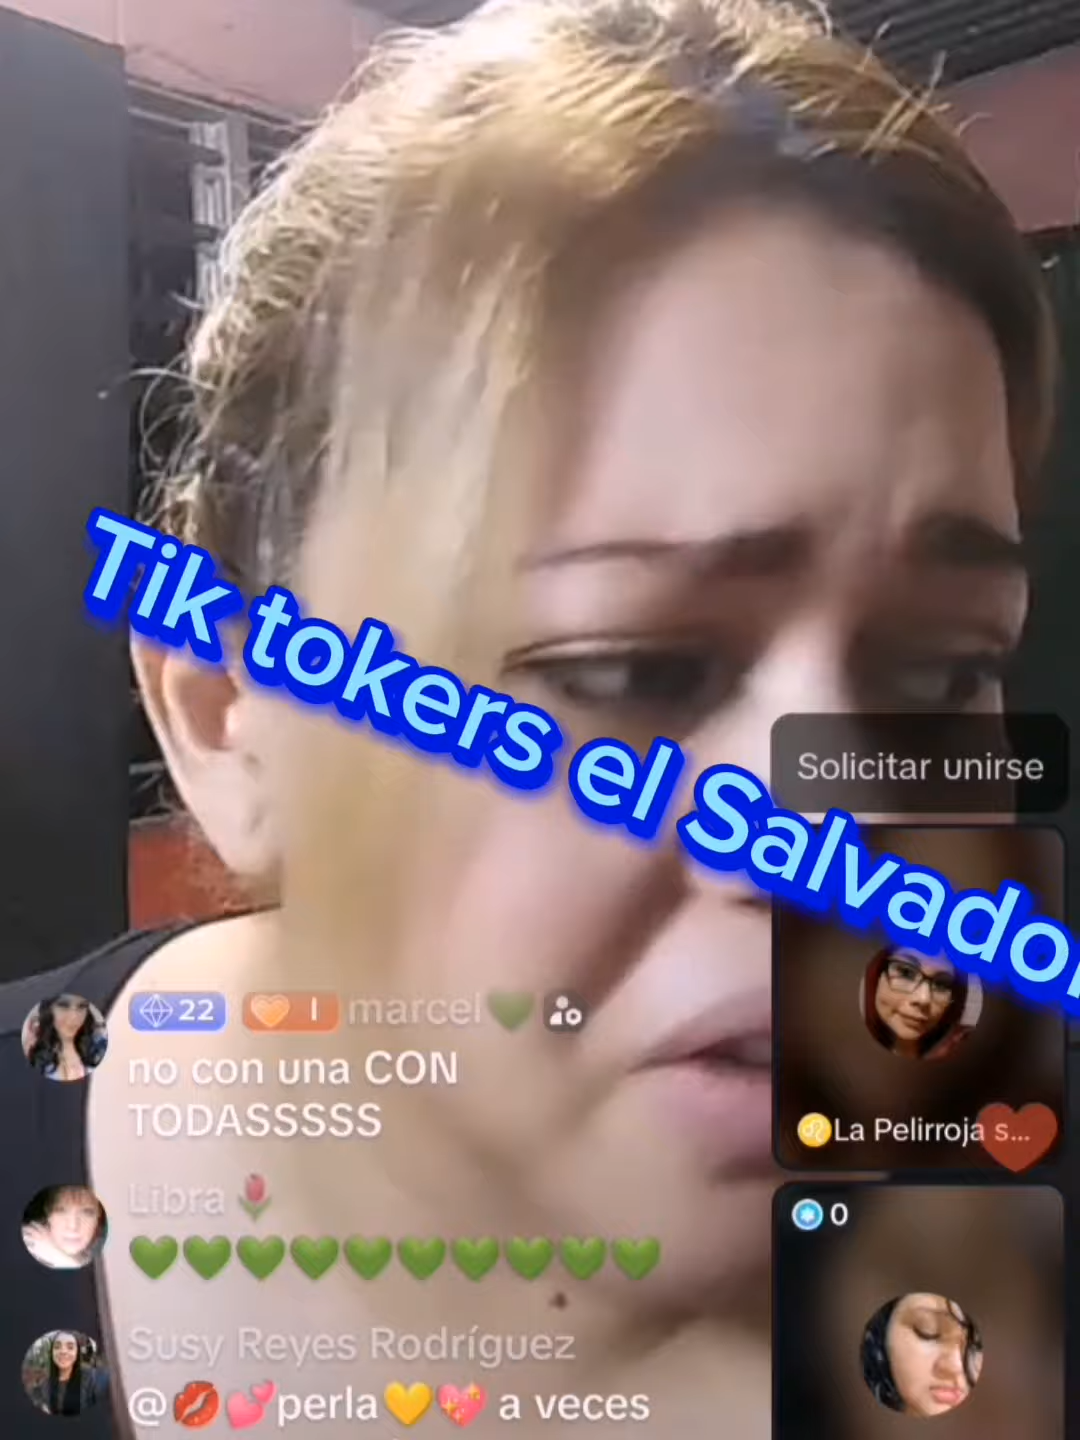 Tik tokers el Salvador
Solicitar unirse
La Pelirroja s...
0
22 I marcel💚
no con una CON
TODASSSSS
Libra🌷
💚💚💚💚💚💚💚💚💚💚
Susy Reyes Rodríguez
@💋💕perla💛💖 a veces